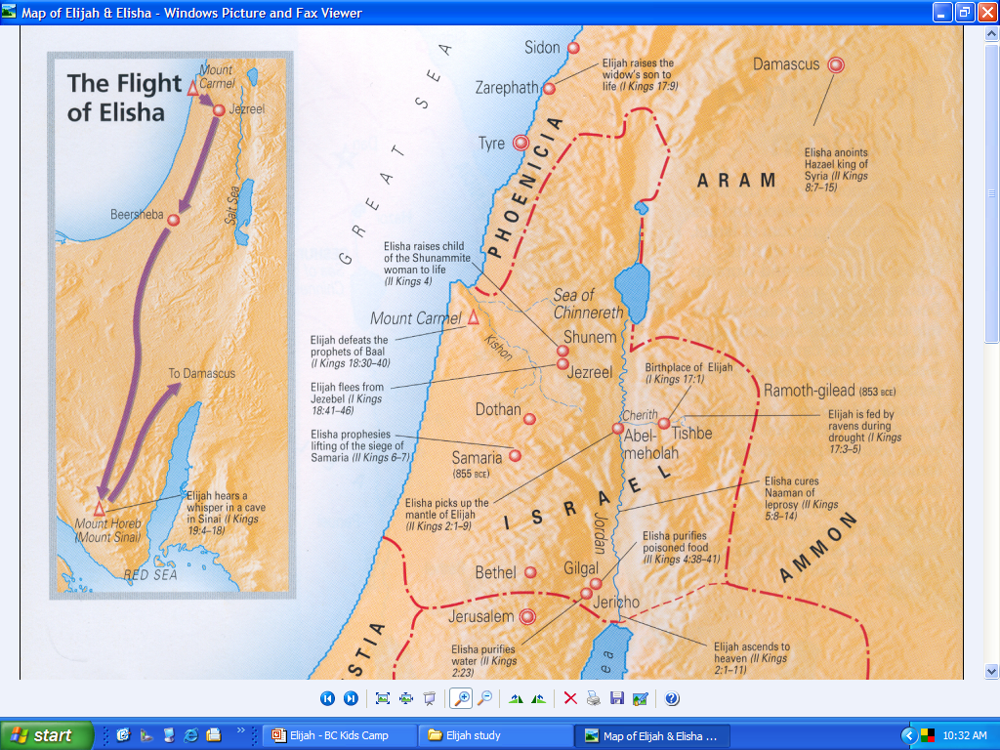 Map of Elijah & Elisha - Windows Picture and Fax Viewer
The Flight
of Elisha
Mount
Carmel
Jezreel
Beersheba
Salt Sea
To Damascus
Elijah hears a
whisper in a cave
in Sinai (I Kings
19:4–18)
Mount Horeb
(Mount Sinai)
RED SEA
GREAT SEA
Sidon
Zarephath
Elijah raises the
widow's son to
life (I Kings 17:9)
Damascus
Tyre
PHOENICIA
ARAM
Elisha anoints
Hazael king of
Syria (II Kings
8:7–15)
Elisha raises child
of the Shunammite
woman to life
(II Kings 4)
Sea of
Chinnereth
Mount Carmel
Elijah defeats the
prophets of Baal
(I Kings 18:30–40)
Kishon
Shunem
Jezreel
Elijah flees from
Jezebel (I Kings
18:41–46)
Birthplace of Elijah
(I Kings 17:1)
Ramoth-gilead (853 BCE)
Dothan
Cherith
Tishbe
Abel-
meholah
Elijah is fed by
ravens during
drought (I Kings
17:3–5)
Elisha prophesies
lifting of the siege of
Samaria (II Kings 6–7)
Samaria
(855 BCE)
Elisha picks up the
mantle of Elijah
(II Kings 2:1–9)
ISRAEL
Jordan
Elisha cures
Naaman of
leprosy (II Kings
5:8–14)
Elisha purifies
poisoned food
(II Kings 4:38–41)
AMMON
Bethel
Gilgal
Jericho
Jerusalem
STIA
Elisha purifies
water (II Kings
2:23)
Elijah ascends to
heaven (II Kings
2:1–11)
ea
start
Elijah - BC Kids Camp
Elijah study
Map of Elijah & Elisha ...
10:32 AM